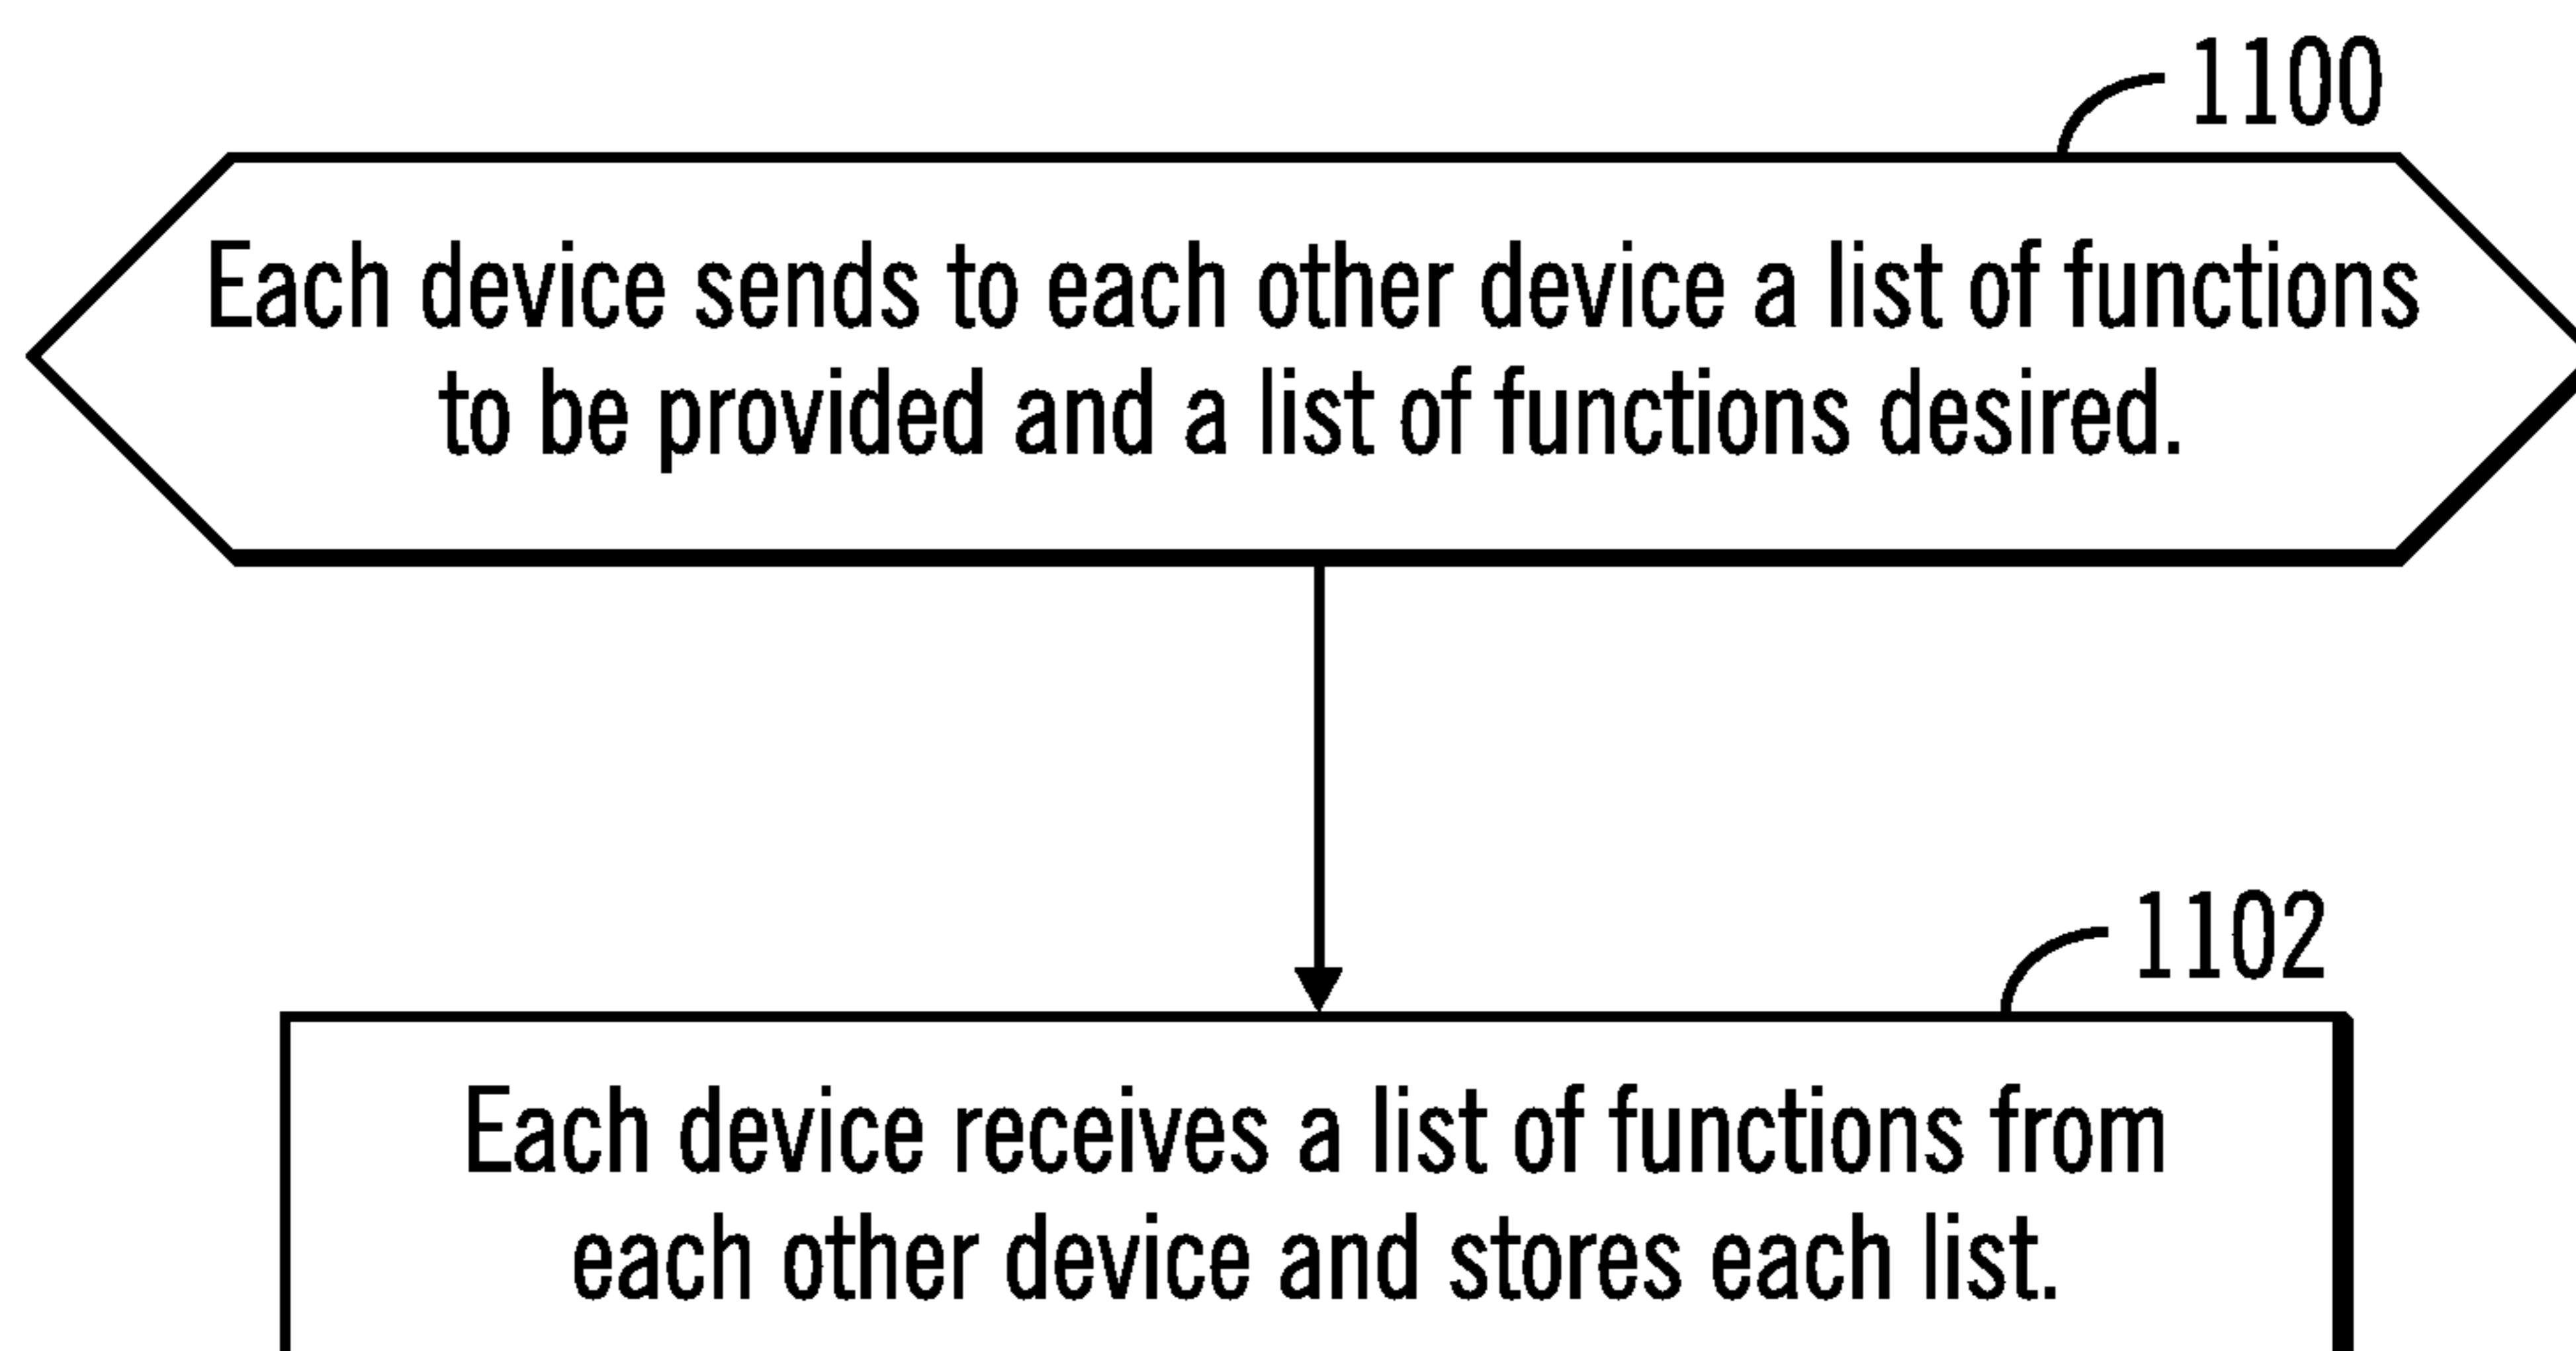 1100
Each device sends to each other device a list of functions
to be provided and a list of functions desired.
1102
Each device receives a list of functions from
each other device and stores each list.